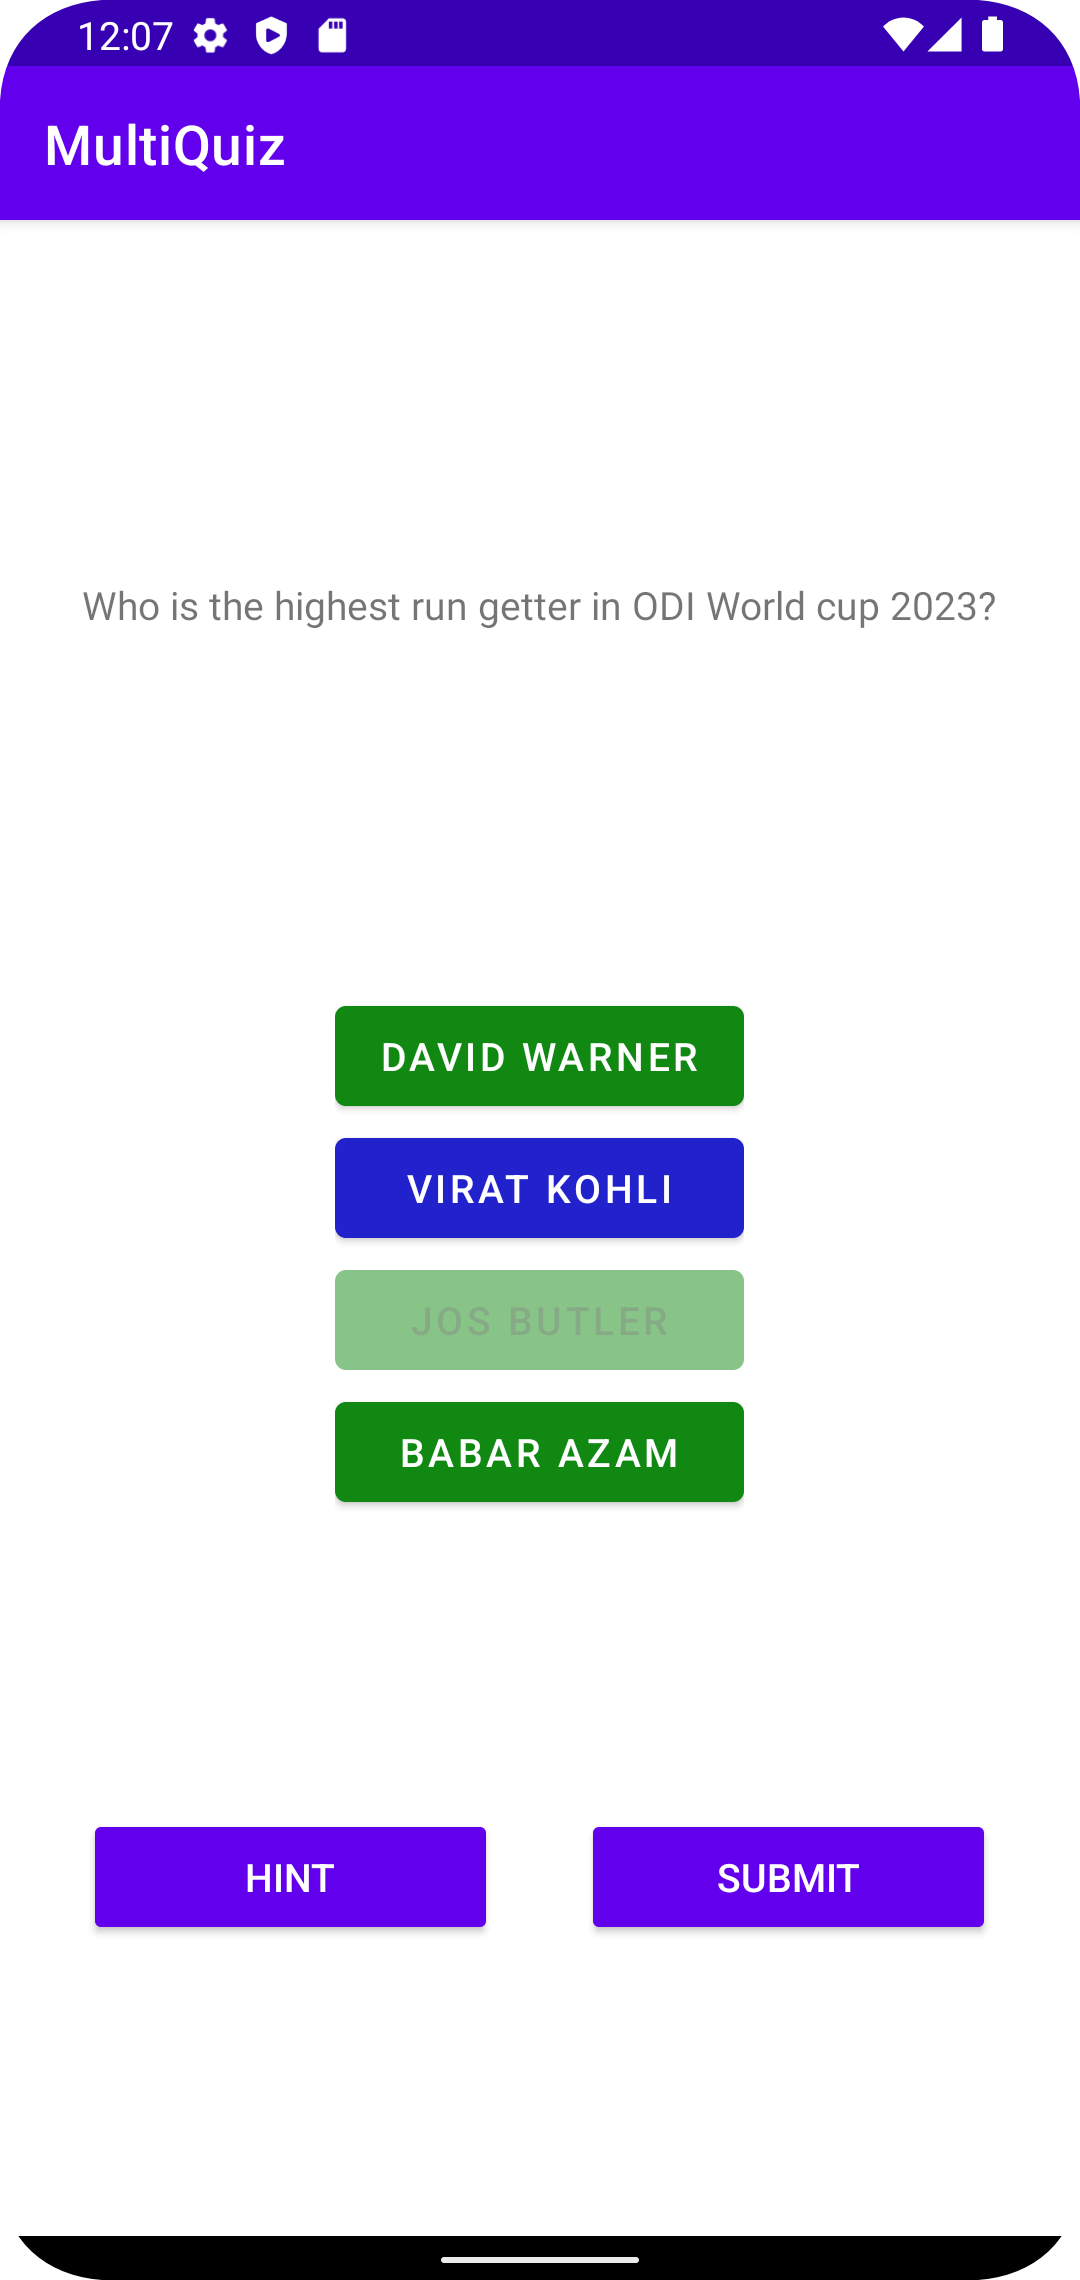 12:07
MultiQuiz
Who is the highest run getter in ODI World cup 2023?
DAVID WARNER
VIRAT KOHLI
JOS BUTLER
BABAR AZAM
HINT
SUBMIT